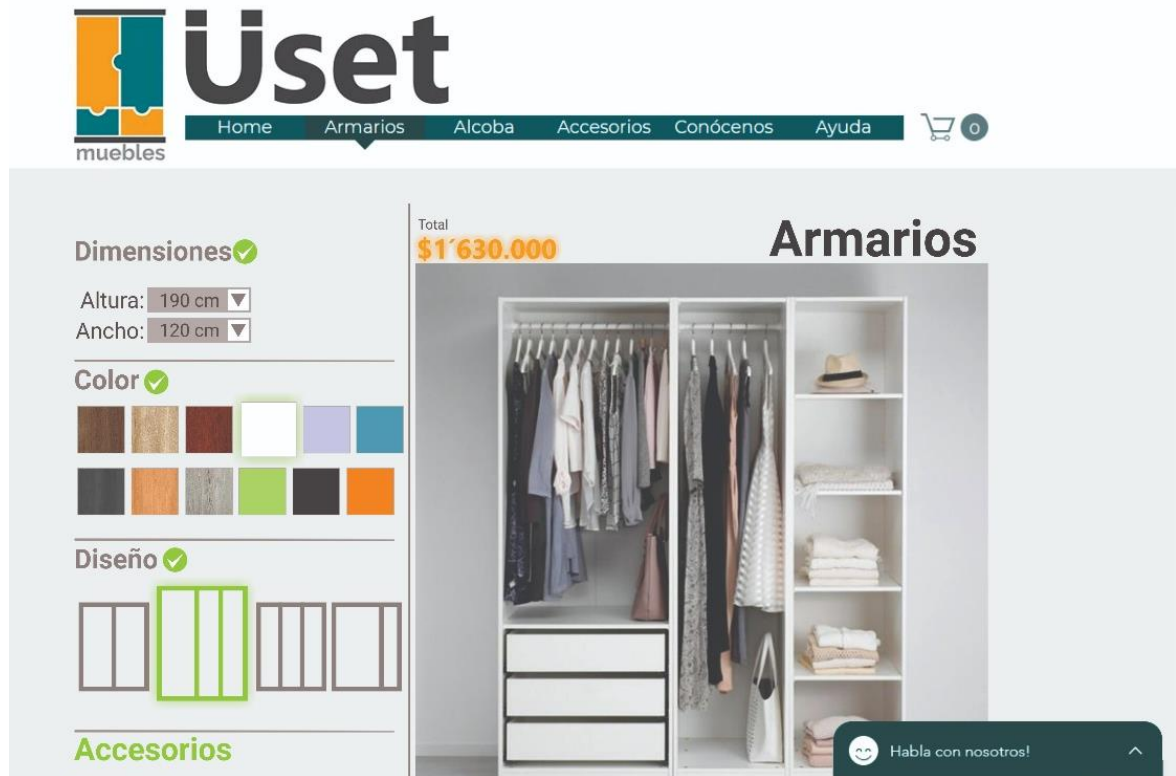 Üset
muebles
Home Armarios Alcoba Accesorios Conócenos Ayuda 0
Dimensiones
Altura: 190 cm
Ancho: 120 cm
Color
Diseño
Accesorios
Total
$1´630.000
Armarios
Habla con nosotros!